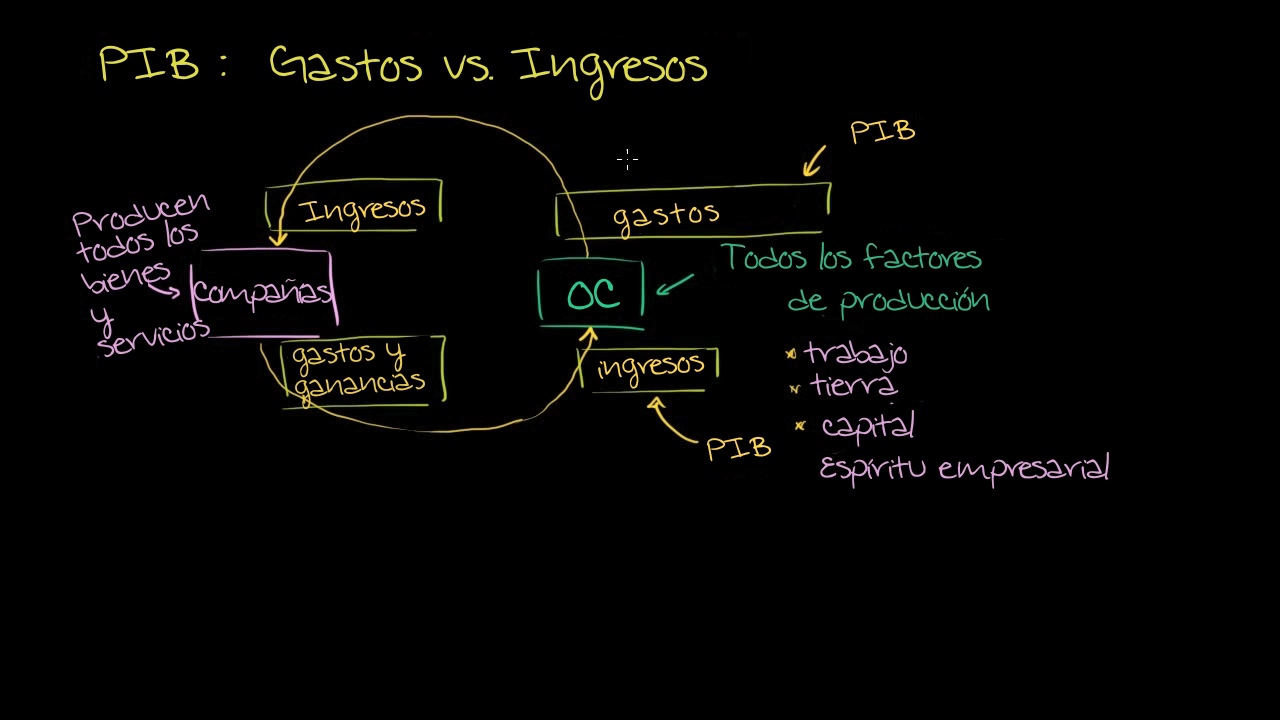 PIB: Gastos vs. Ingresos
PIB
Ingresos
gastos
Producen
todos los
bienes
y
servicios
compañias
OC
Todos los factores
de producción
gastos y
ganancias
ingresos
PIB
* trabajo
* tierra
* capital
Espíritu empresarial